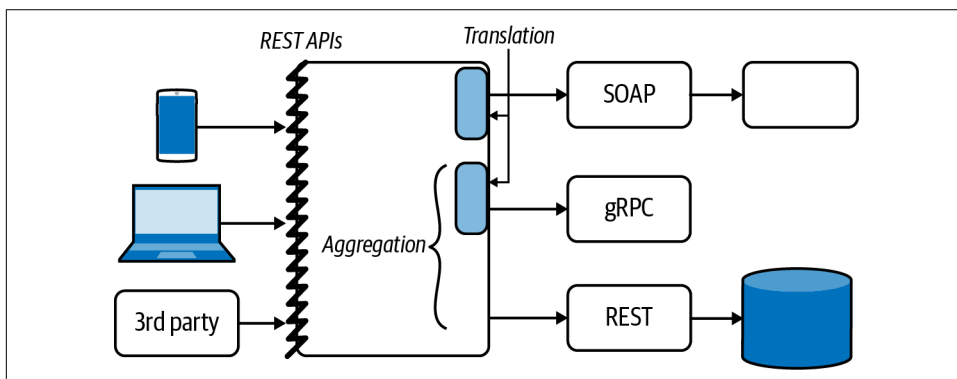 REST APIs
Translation
SOAP
gRPC
Aggregation
3rd party
REST